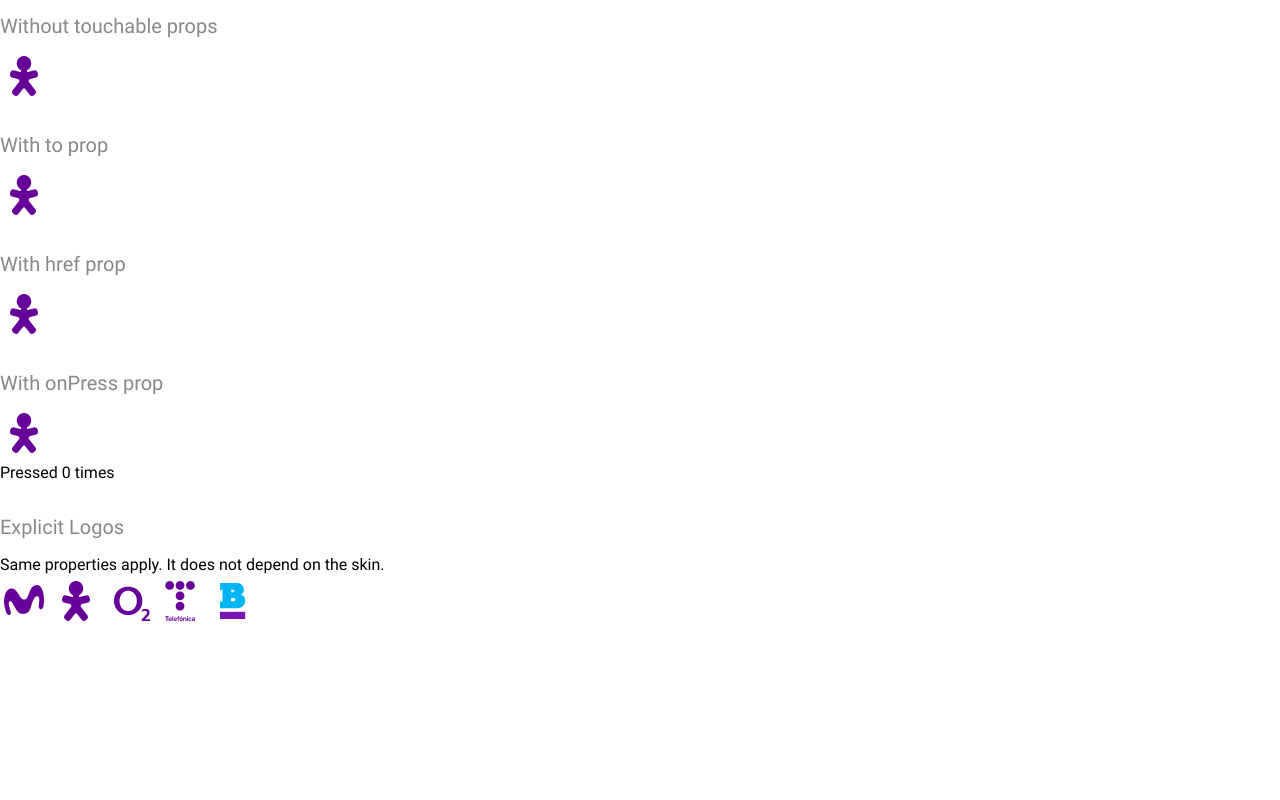 Without touchable props
With to prop
With href prop
With onPress prop
Pressed 0 times
Explicit Logos
Same properties apply. It does not depend on the skin.
O2
Telefónica
B